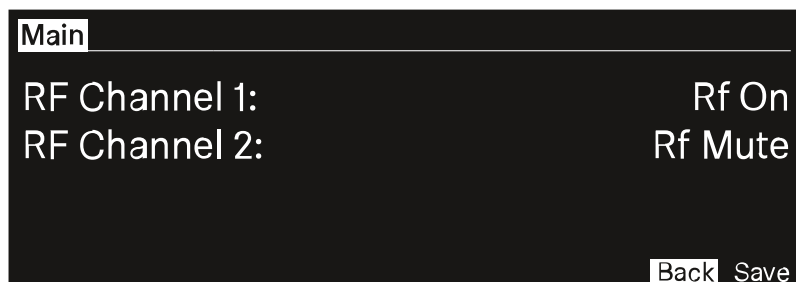 Main
RF Channel 1: Rf On
RF Channel 2: Rf Mute
Back Save